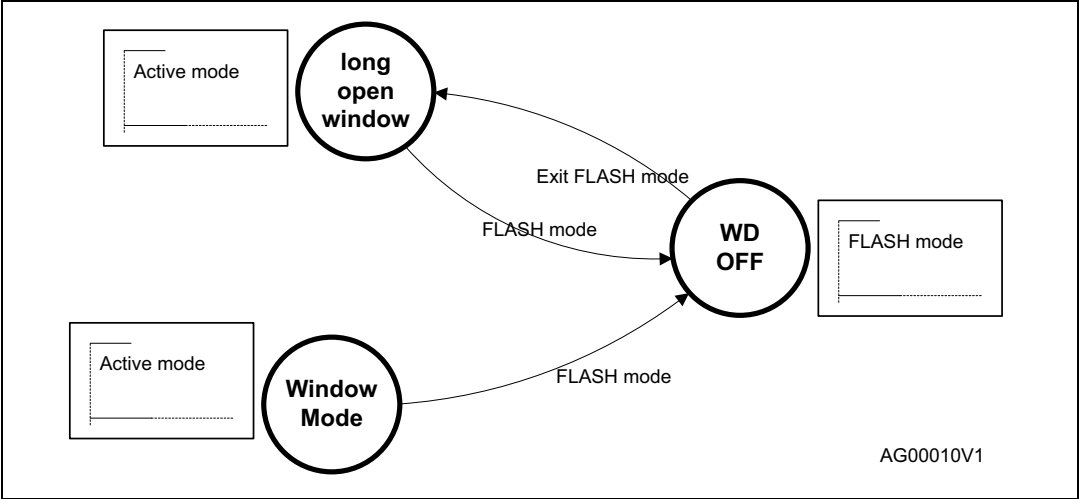 Active mode
long
open
window
Exit FLASH mode
FLASH mode
WD
OFF
FLASH mode
Active mode
Window
Mode
FLASH mode
AG00010V1